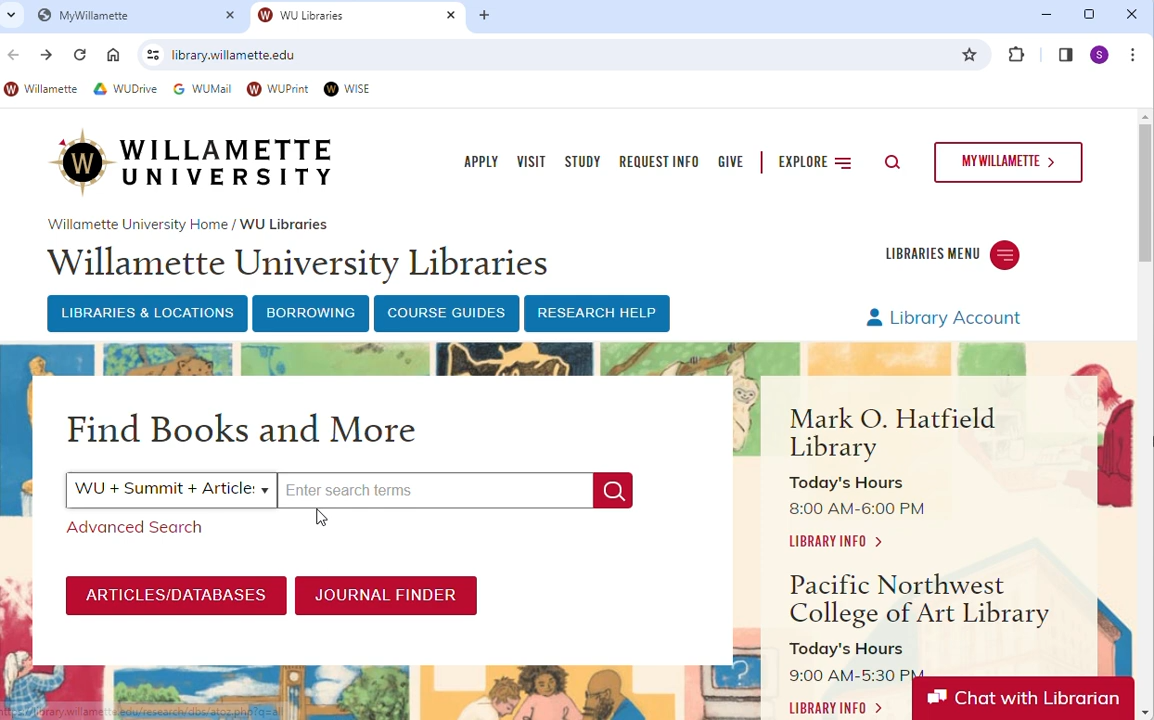 MyWillamette
WU Libraries
library.willamette.edu
S
Willamette
WUDrive
WUMail
WUPrint
WISE
W
WILLAMETTE
UNIVERSITY
APPLY
VISIT
STUDY
REQUEST INFO
GIVE
EXPLORE
MY WILLAMETTE
Willamette University Home / WU Libraries
Willamette University Libraries
LIBRARIES MENU
LIBRARIES & LOCATIONS
BORROWING
COURSE GUIDES
RESEARCH HELP
Library Account
Find Books and More
WU + Summit + Article
Enter search terms
Advanced Search
ARTICLES/DATABASES
JOURNAL FINDER
Mark O. Hatfield
Library
Today's Hours
8:00 AM-6:00 PM
LIBRARY INFO
Pacific Northwest
College of Art Library
Today's Hours
9:00 AM-5:30 PM
LIBRARY INFO
Chat with Librarian